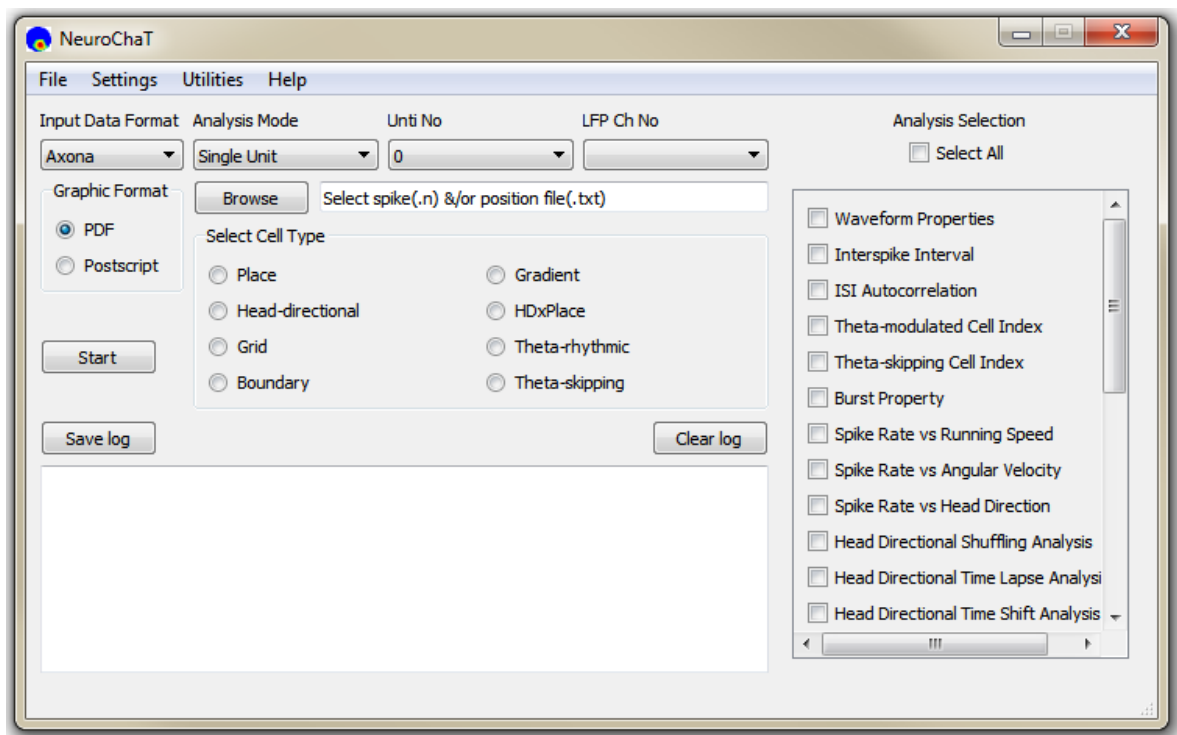 NeuroChaT
File Settings Utilities Help
Input Data Format Analysis Mode Unti No LFP Ch No
Axona Single Unit 0
Graphic Format
PDF
Postscript
Browse Select spike(.n) &/or position file(.txt)
Select Cell Type
Place Gradient
Head-directional HDxPlace
Grid Theta-rhythmic
Boundary Theta-skipping
Start
Save log Clear log
Analysis Selection
Select All
Waveform Properties
Interspike Interval
ISI Autocorrelation
Theta-modulated Cell Index
Theta-skipping Cell Index
Burst Property
Spike Rate vs Running Speed
Spike Rate vs Angular Velocity
Spike Rate vs Head Direction
Head Directional Shuffling Analysis
Head Directional Time Lapse Analysi
Head Directional Time Shift Analysis